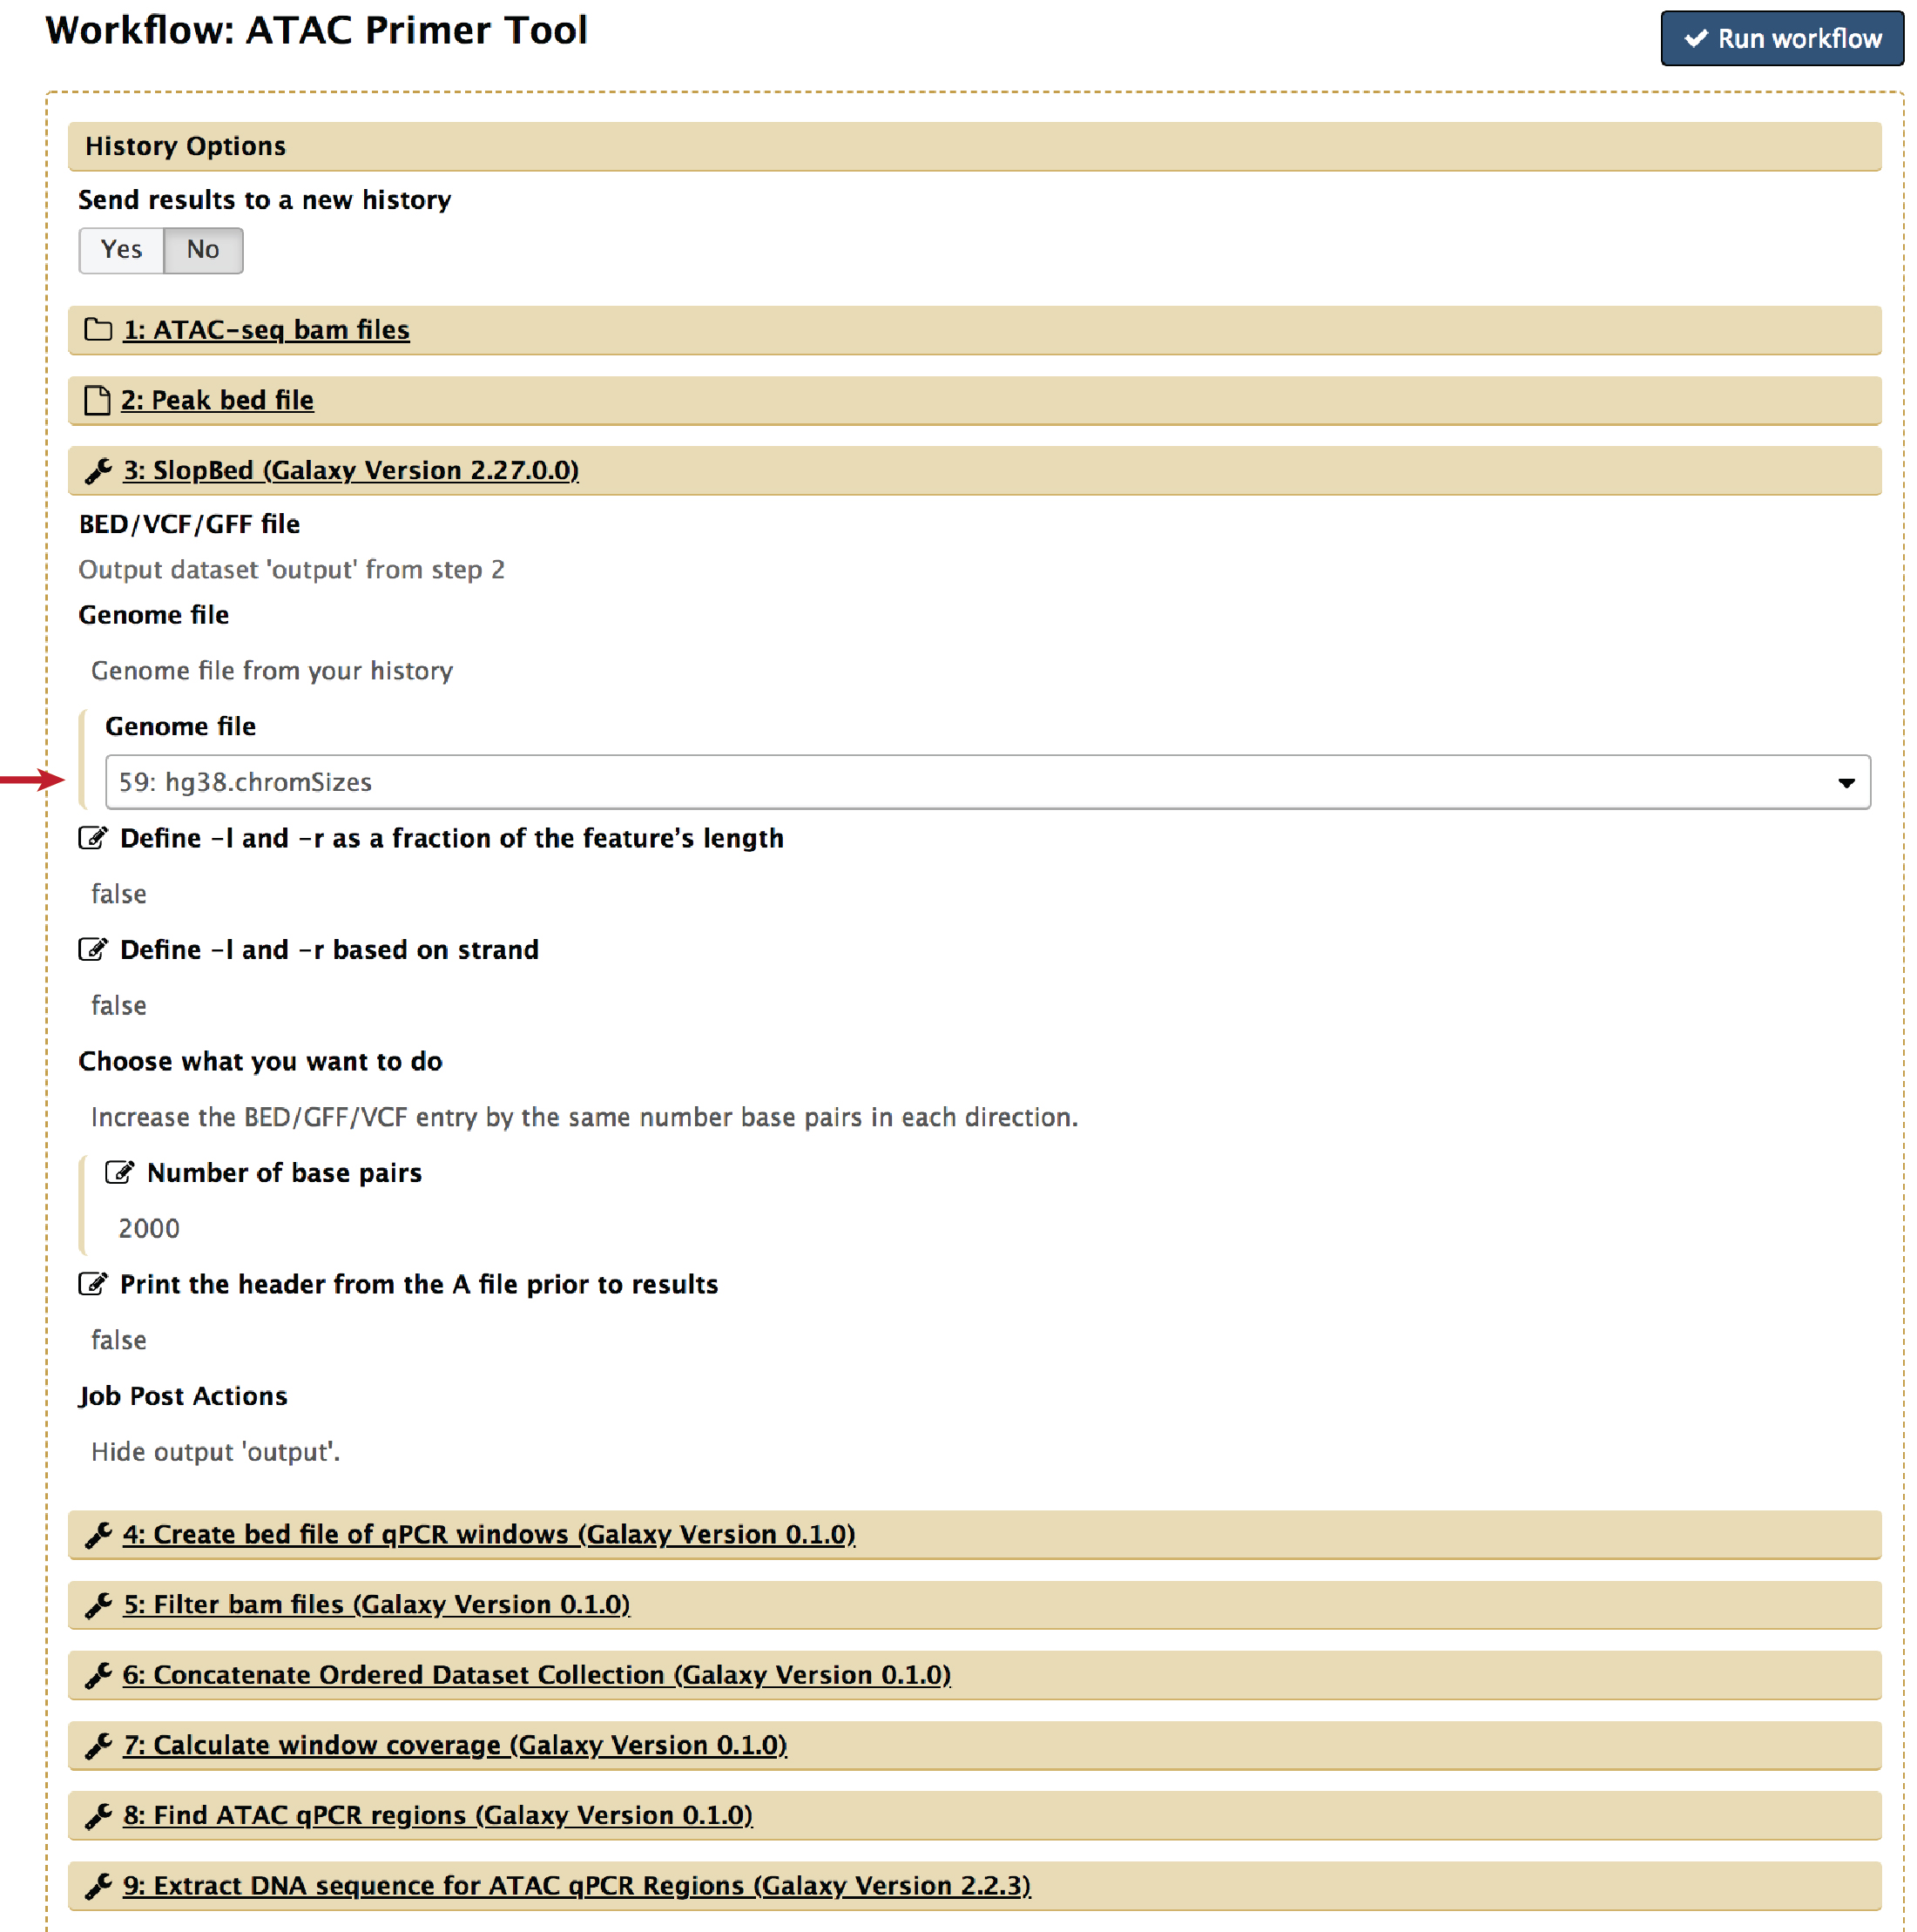 Workflow: ATAC Primer Tool
Run workflow
History Options
Send results to a new history
Yes No
1: ATAC-seq bam files
2: Peak bed file
3: SlopBed (Galaxy Version 2.27.0.0)
BED/VCF/GFF file
Output dataset 'output' from step 2
Genome file
Genome file from your history
Genome file
59: hg38.chromSizes
Define -l and -r as a fraction of the feature’s length
false
Define -l and -r based on strand
false
Choose what you want to do
Increase the BED/GFF/VCF entry by the same number base pairs in each direction.
Number of base pairs
2000
Print the header from the A file prior to results
false
Job Post Actions
Hide output 'output'.
4: Create bed file of qPCR windows (Galaxy Version 0.1.0)
5: Filter bam files (Galaxy Version 0.1.0)
6: Concatenate Ordered Dataset Collection (Galaxy Version 0.1.0)
7: Calculate window coverage (Galaxy Version 0.1.0)
8: Find ATAC qPCR regions (Galaxy Version 0.1.0)
9: Extract DNA sequence for ATAC qPCR Regions (Galaxy Version 2.2.3)